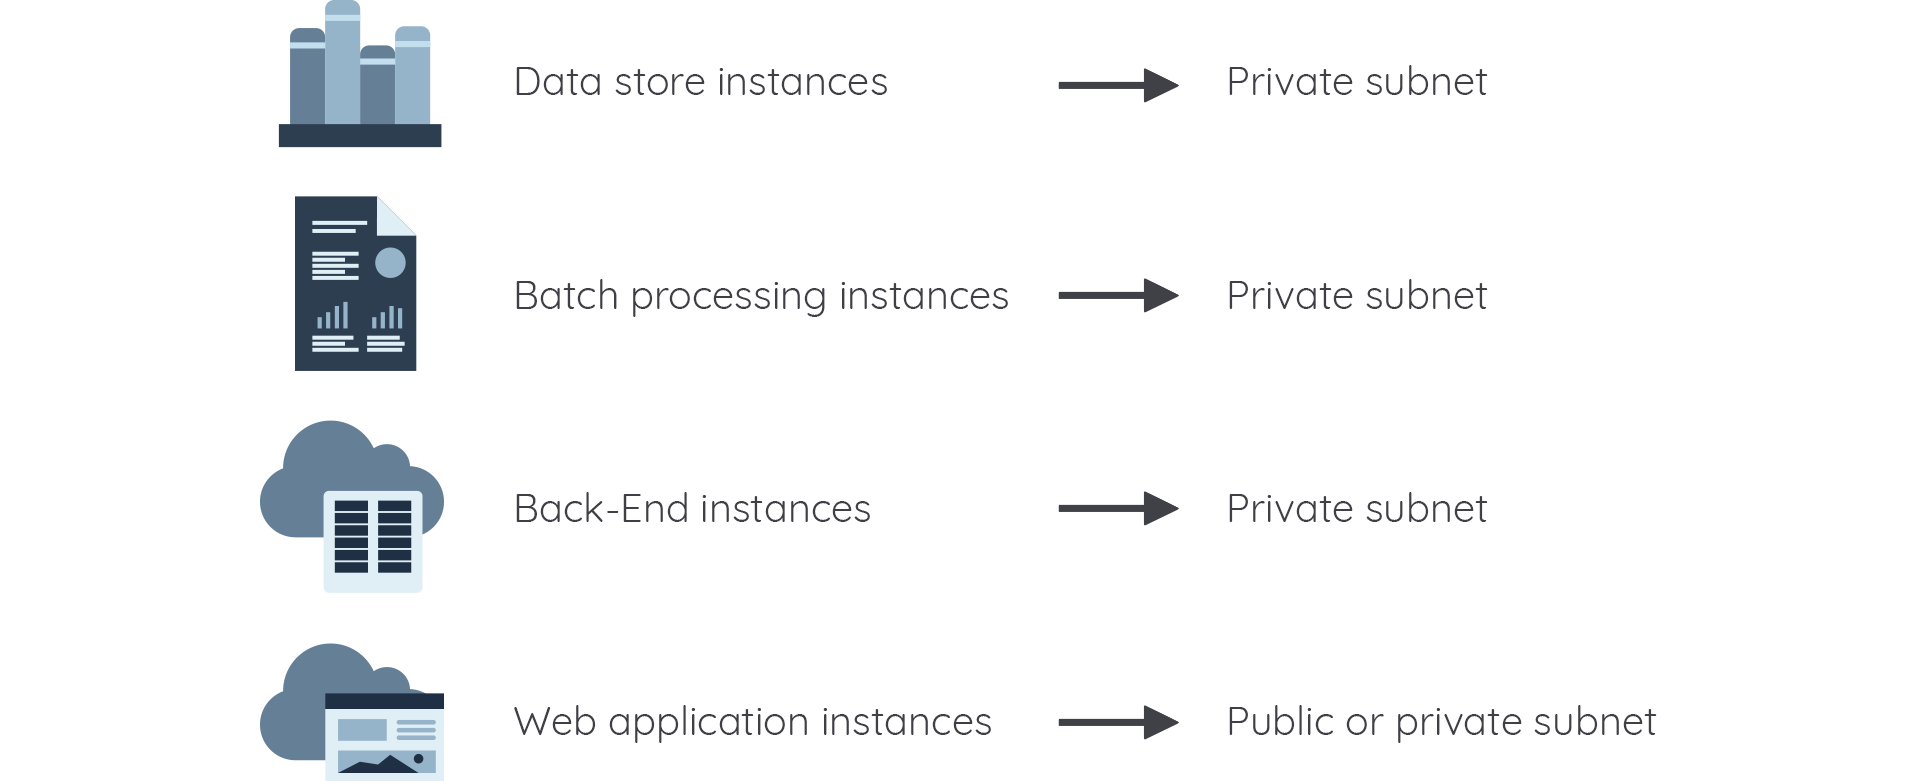 Data store instances Private subnet
Batch processing instances Private subnet
Back-End instances Private subnet
Web application instances Public or private subnet